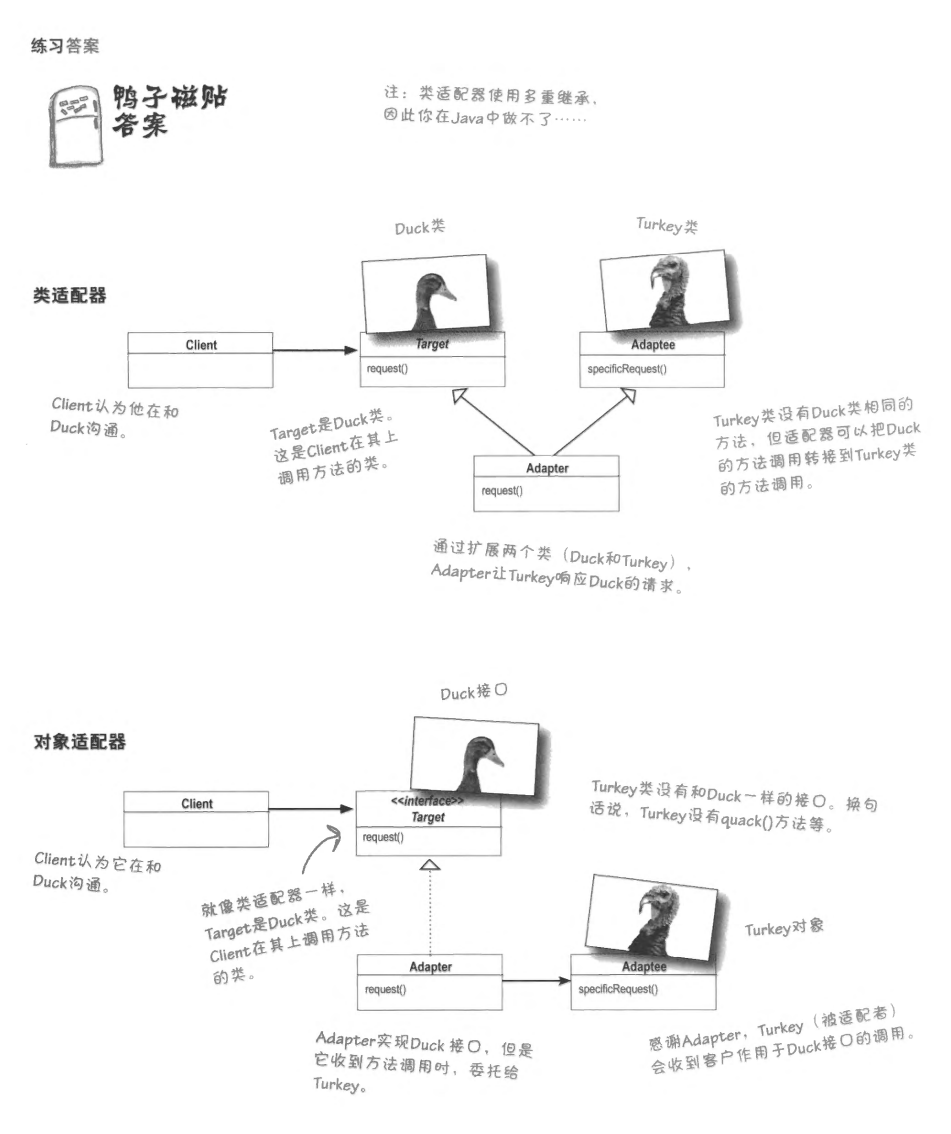 练习答案
鸭子磁贴
答案
注：类适配器使用多重继承，
因此你在Java中做不了……
Duck类
Turkey类
类适配器
Client
Target
request()
Adaptee
specificRequest()
Client认为他在和
Duck沟通。
Target是Duck类。
这是Client在其上
调用方法的类。
Adapter
request()
Turkey类没有Duck类相同的
方法，但适配器可以把Duck
的方法调用转接到Turkey类
的方法调用。
通过扩展两个类（Duck和Turkey），
Adapter让Turkey响应Duck的请求。
Duck接口
对象适配器
Client
<<interface>>
Target
request()
Turkey类没有和Duck一样的接口。换句
话说，Turkey没有quack()方法等。
Client认为它在和
Duck沟通。
就像类适配器一样，
Target是Duck类。这是
Client在其上调用方法
的类。
Turkey对象
Adapter
request()
Adaptee
specificRequest()
Adapter实现Duck 接口，但是
它收到方法调用时，委托给
Turkey。
感谢Adapter，Turkey（被适配者）
会收到客户作用于Duck接口的调用。